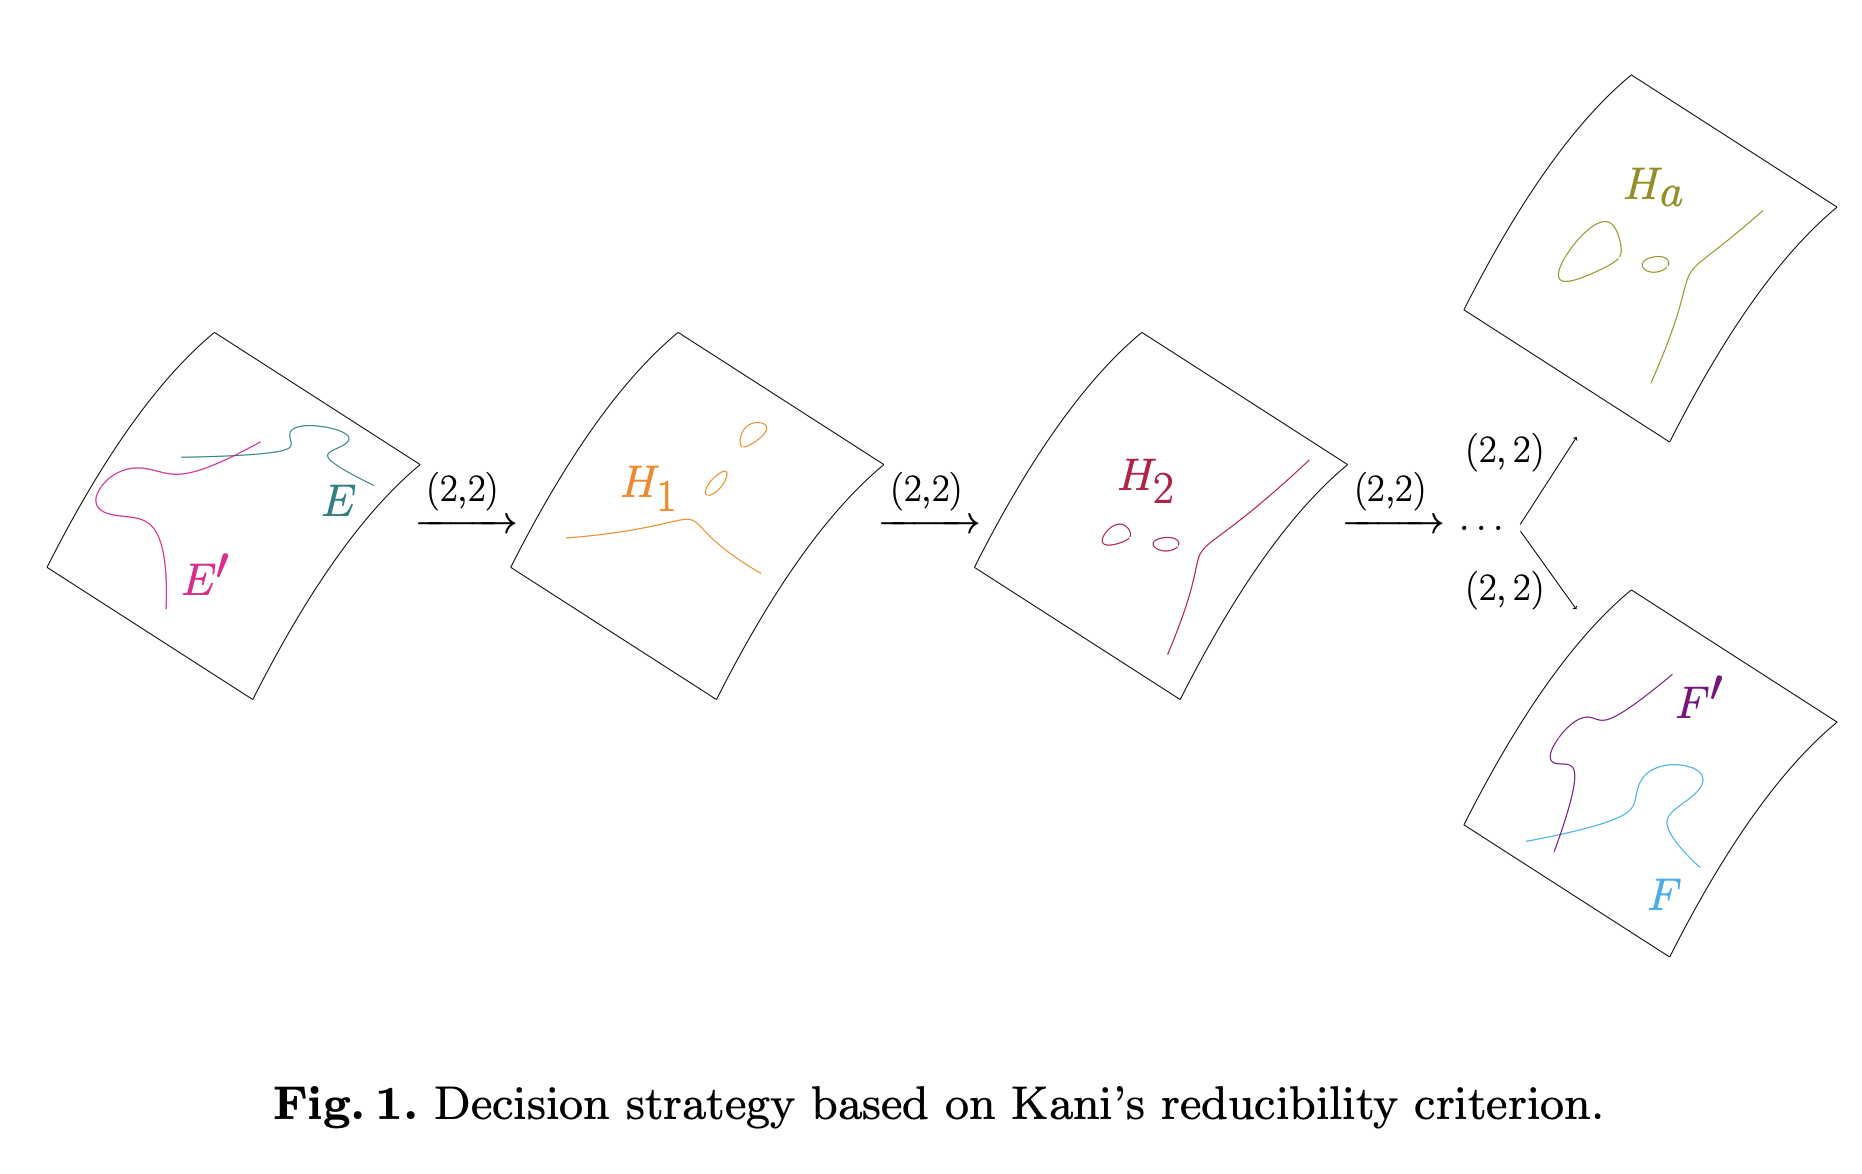 E
E′
(2,2)
H₁
(2,2)
H₂
(2,2)
...
(2, 2)
(2, 2)
Hₐ
F′
F
Fig. 1. Decision strategy based on Kani's reducibility criterion.